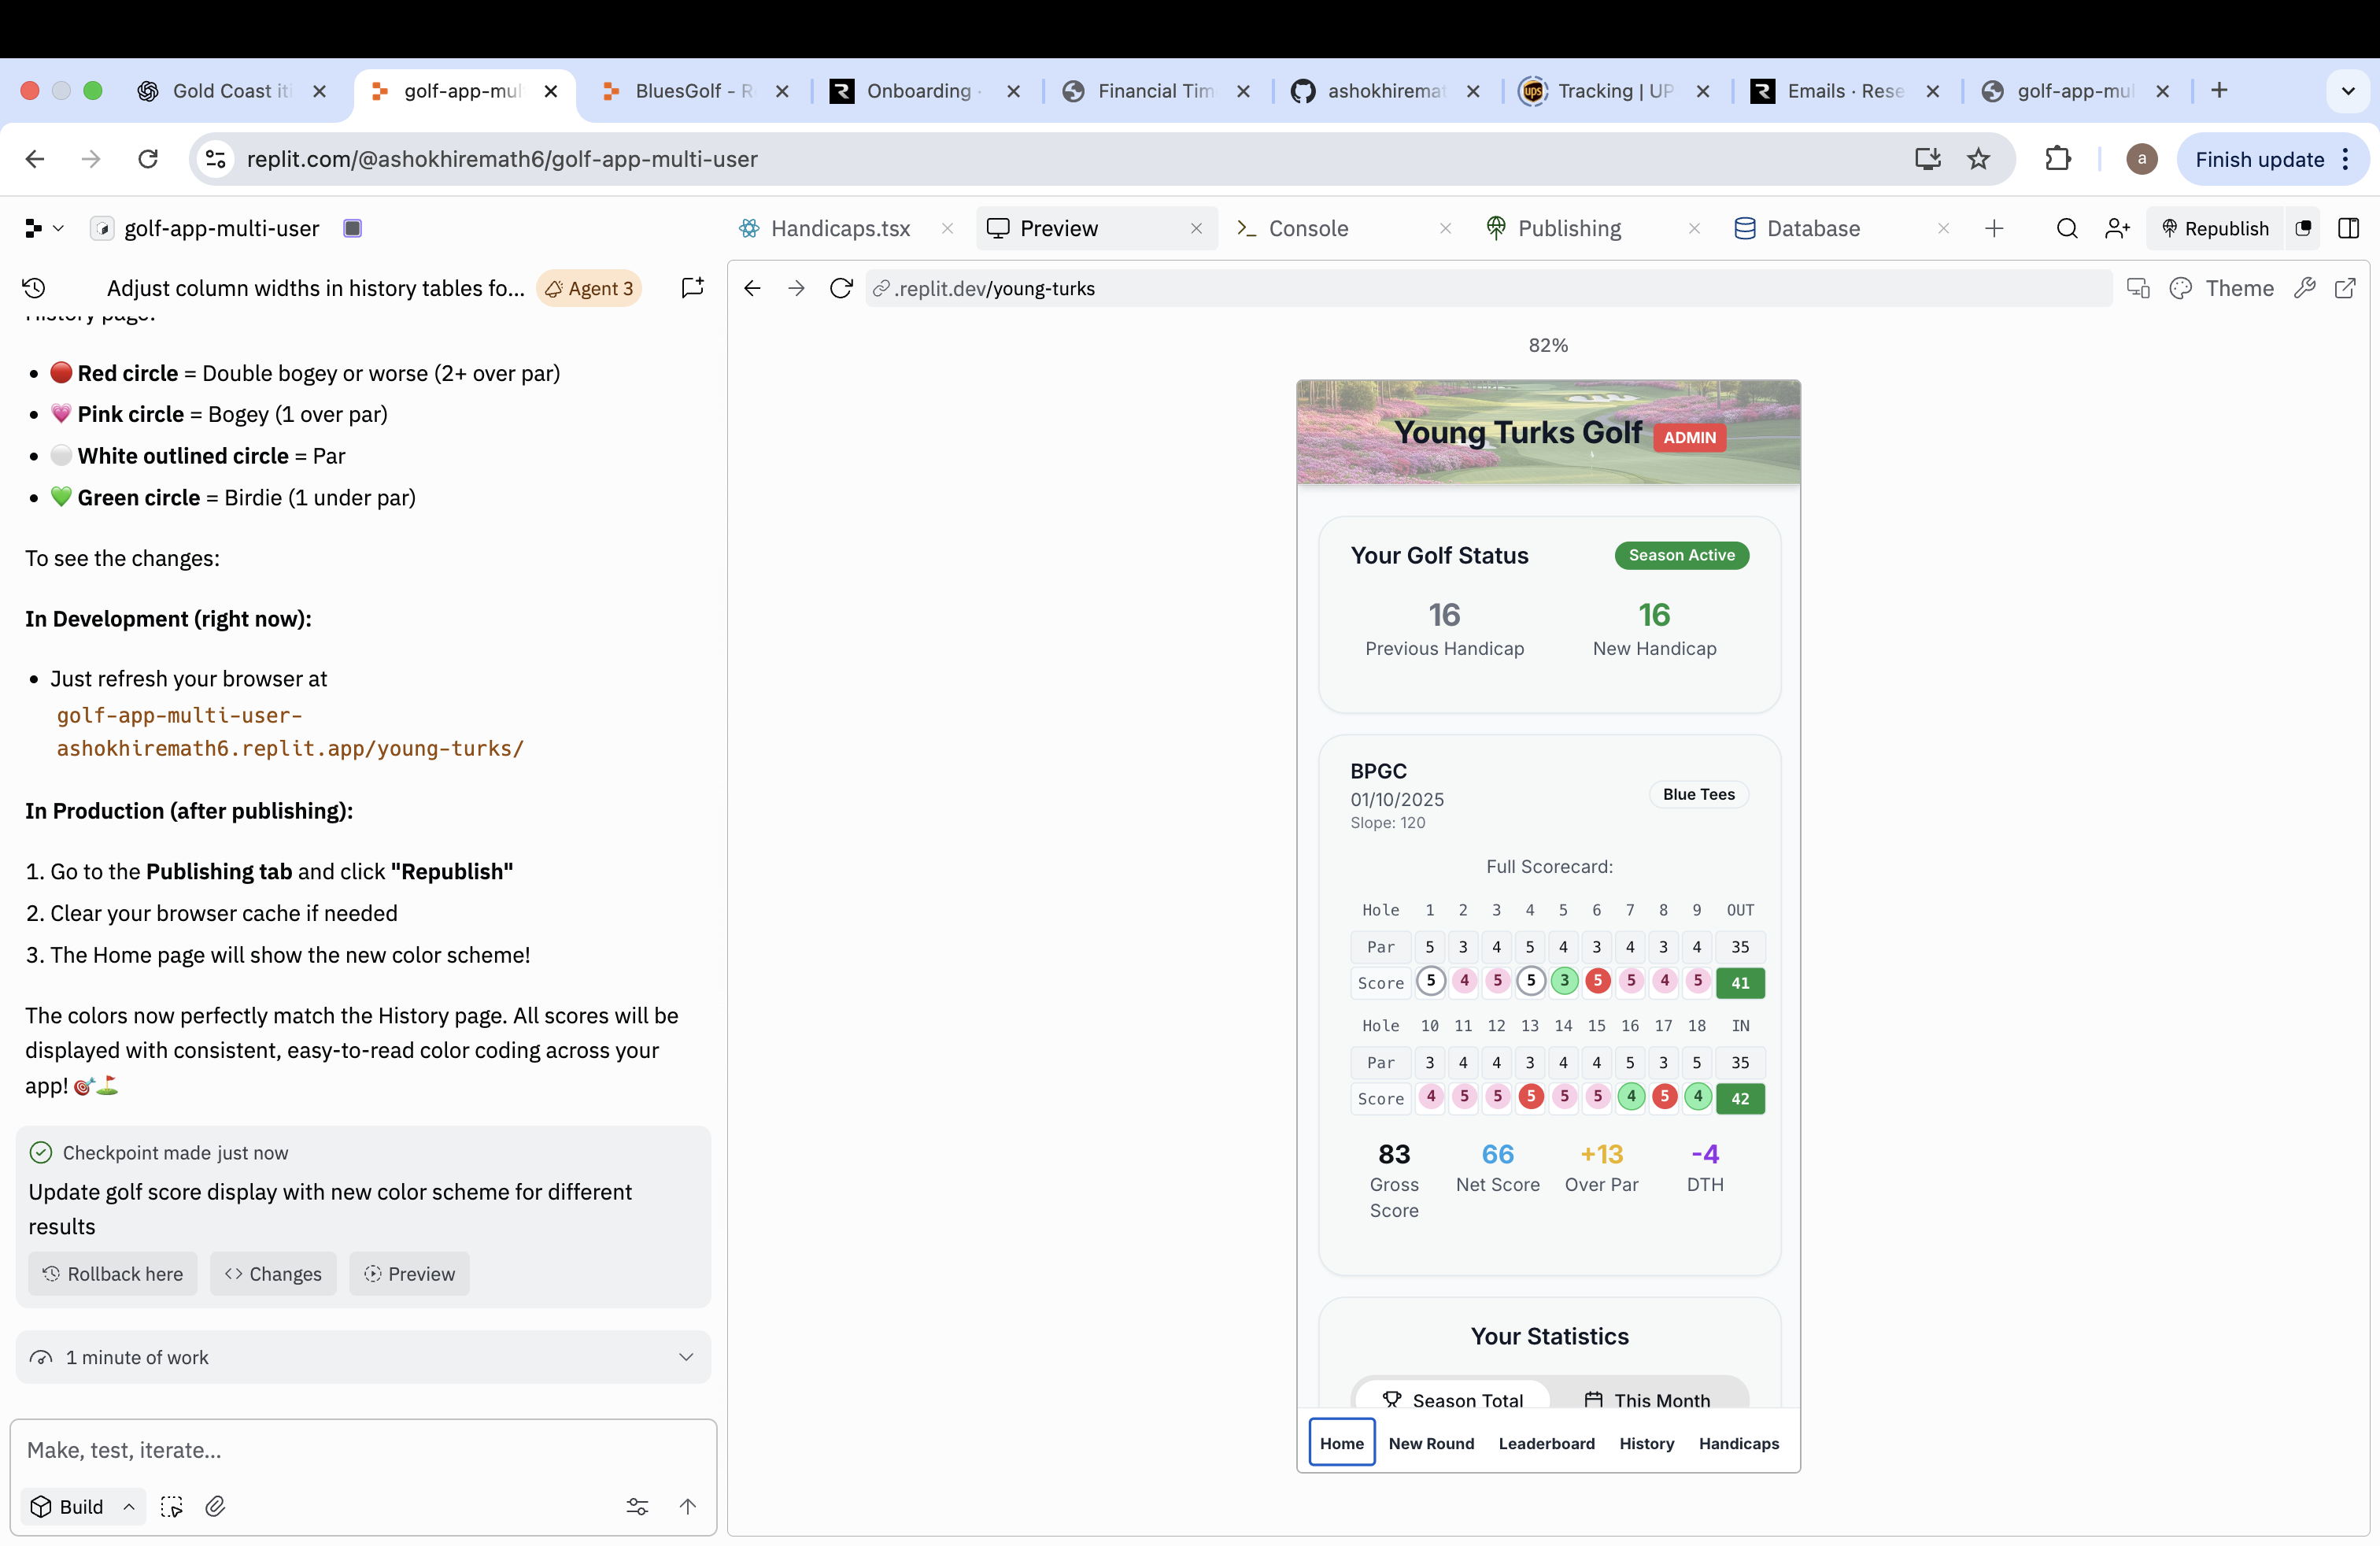 Gold Coast iti
golf-app-mul
BluesGolf - R
Onboarding ·
Financial Tim
ashokhiremat
Tracking | UP
Emails · Rese
golf-app-mul
replit.com/@ashokhiremath6/golf-app-multi-user
a
Finish update
golf-app-multi-user
Handicaps.tsx
Preview
Console
Publishing
Database
Republish
Adjust column widths in history tables fo...
Agent 3
.replit.dev/young-turks
Theme
History page:
• Red circle = Double bogey or worse (2+ over par)
• Pink circle = Bogey (1 over par)
• White outlined circle = Par
• Green circle = Birdie (1 under par)
To see the changes:
In Development (right now):
• Just refresh your browser at
golf-app-multi-user-
ashokhiremath6.replit.app/young-turks/
In Production (after publishing):
1. Go to the Publishing tab and click "Republish"
2. Clear your browser cache if needed
3. The Home page will show the new color scheme!
The colors now perfectly match the History page. All scores will be
displayed with consistent, easy-to-read color coding across your
app!
Checkpoint made just now
Update golf score display with new color scheme for different
results
Rollback here
Changes
Preview
1 minute of work
Make, test, iterate...
Build
82%
Young Turks Golf ADMIN
Your Golf Status
Season Active
16 16
Previous Handicap New Handicap
BPGC
01/10/2025
Slope: 120
Blue Tees
Full Scorecard:
Hole 1 2 3 4 5 6 7 8 9 OUT
Par 5 3 4 5 4 3 4 3 4 35
Score 5 4 5 5 3 5 5 4 5 41
Hole 10 11 12 13 14 15 16 17 18 IN
Par 3 4 4 3 4 4 5 3 5 35
Score 4 5 5 5 5 5 4 5 4 42
83 66 +13 -4
Gross Net Score Over Par DTH
Score
Your Statistics
Season Total This Month
Home New Round Leaderboard History Handicaps